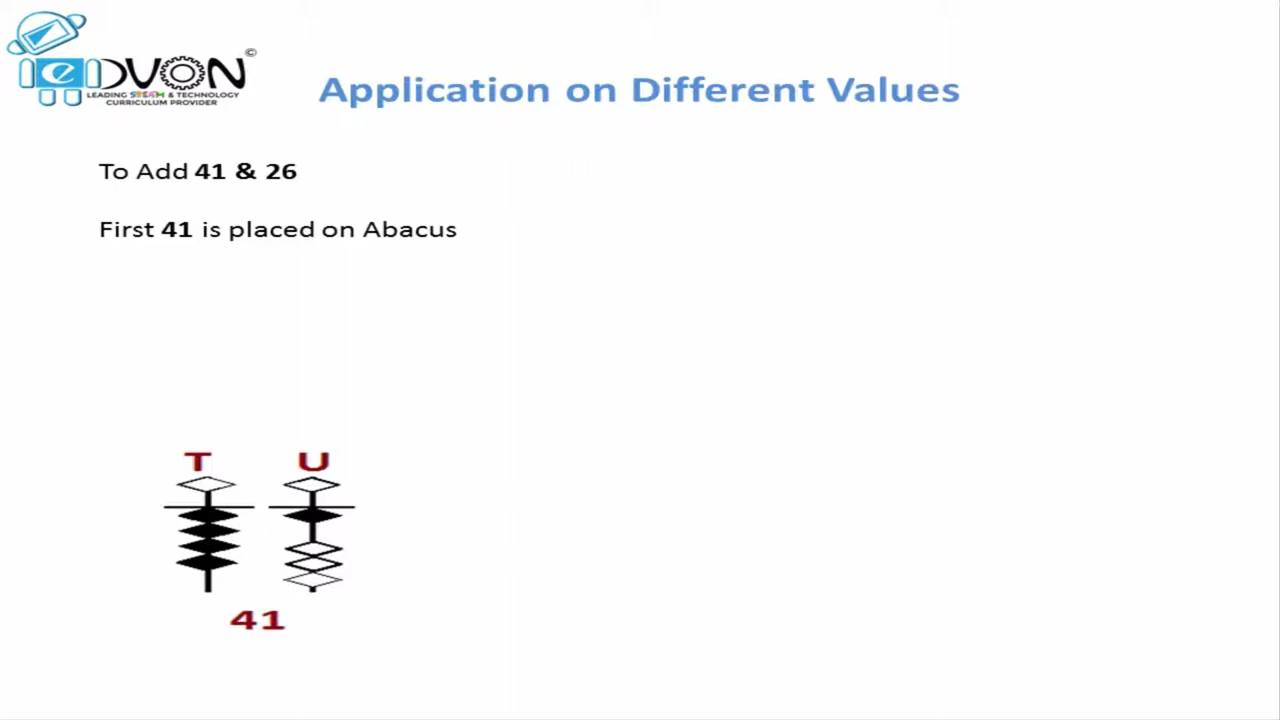 eDVON©
LEADING STEAM & TECHNOLOGY
CURRICULUM PROVIDER
Application on Different Values
To Add 41 & 26
First 41 is placed on Abacus
T U
41